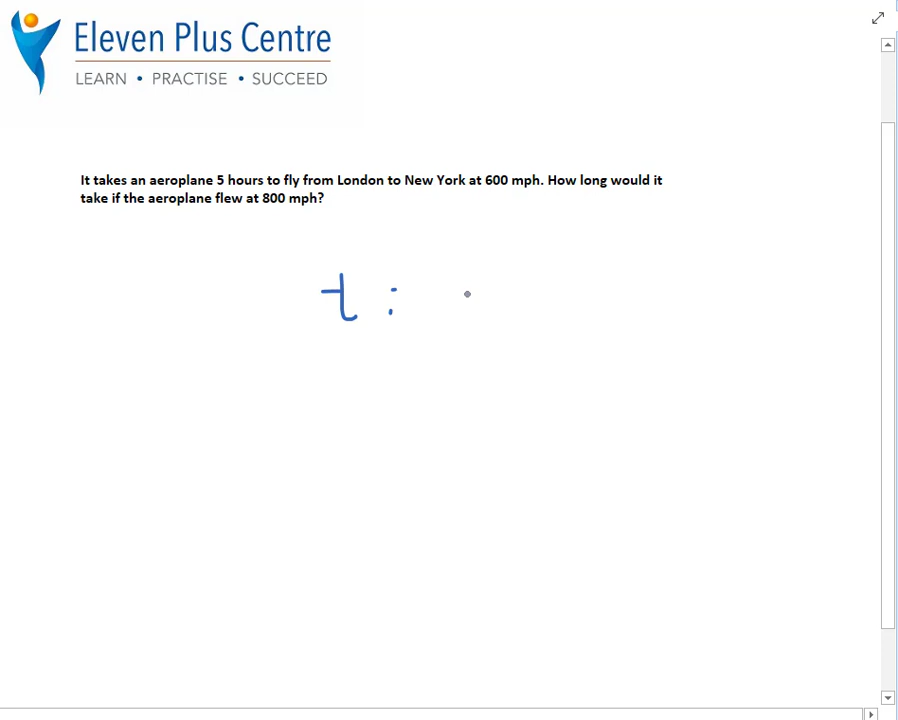 Eleven Plus Centre
LEARN • PRACTISE • SUCCEED
It takes an aeroplane 5 hours to fly from London to New York at 600 mph. How long would it
take if the aeroplane flew at 800 mph?
t :